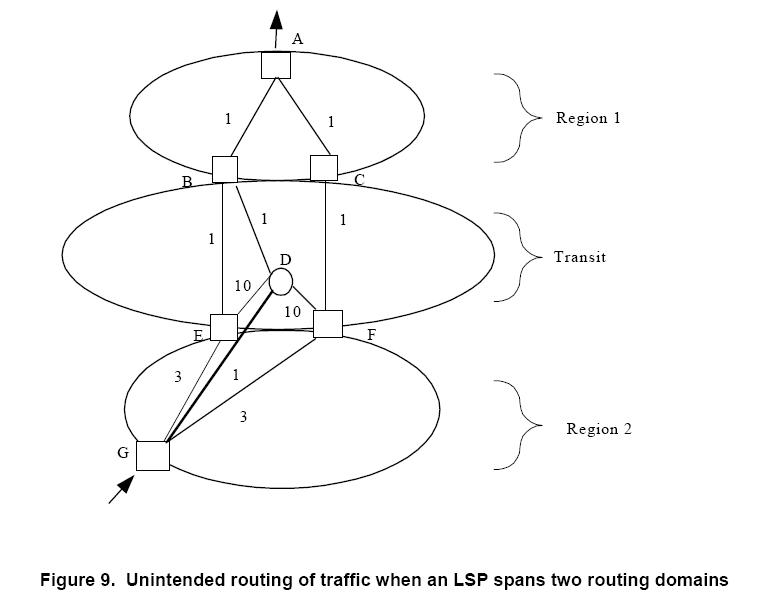 A
1 1
Region 1
B C
1 1 1
Transit
D
10
10
E F
3 1
3
Region 2
G
Figure 9. Unintended routing of traffic when an LSP spans two routing domains